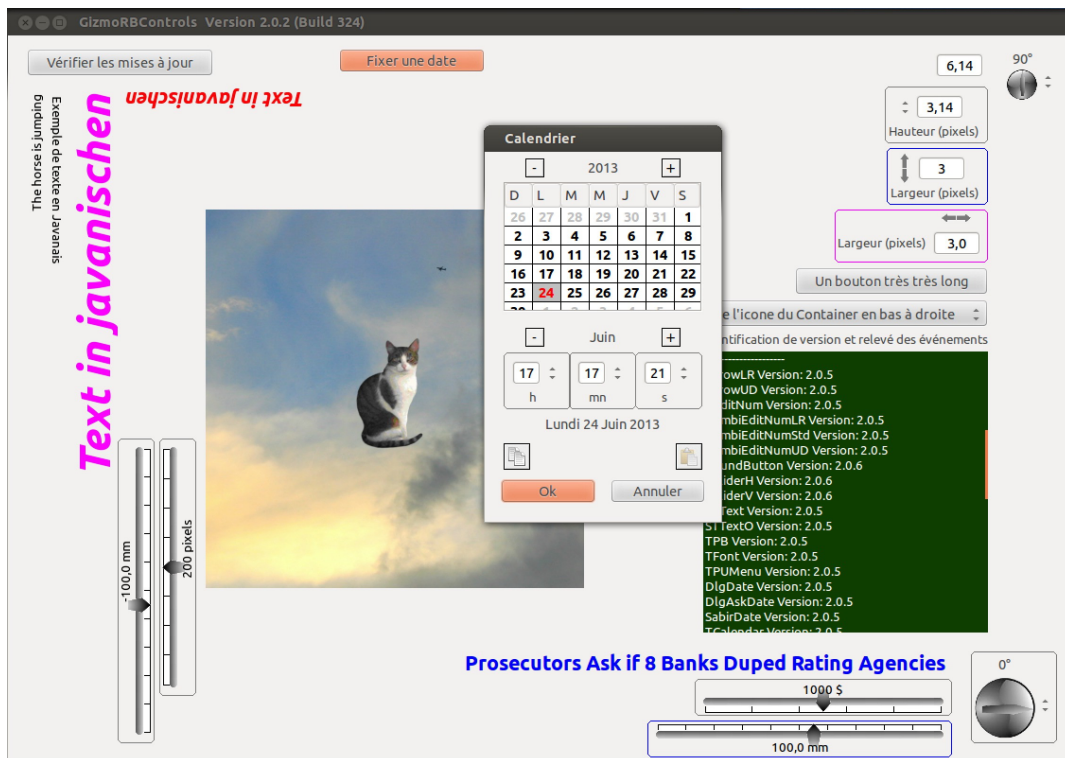 GizmoRBControls Version 2.0.2 (Build 324)
Vérifier les mises à jour
Fixer une date
6,14
90°
Text in javanischen
3,14
Hauteur (pixels)
3
Largeur (pixels)
Largeur (pixels) 3,0
Un bouton très très long
e l'icone du Container en bas à droite
ntification de version et relevé des événements
The horse is jumping
Exemple de texte en Javanais
Text in javanischen
Calendrier
- 2013 +
D L M M J V S
26 27 28 29 30 31 1
2 3 4 5 6 7 8
9 10 11 12 13 14 15
16 17 18 19 20 21 22
23 24 25 26 27 28 29
- Juin +
17 17 21
h mn s
Lundi 24 Juin 2013
Ok Annuler
-----------------
owLR Version: 2.0.5
owUD Version: 2.0.5
ditNum Version: 2.0.5
mbiEditNumLR Version: 2.0.5
mbiEditNumStd Version: 2.0.5
mbiEditNumUD Version: 2.0.5
undButton Version: 2.0.6
iderH Version: 2.0.6
iderV Version: 2.0.6
Text Version: 2.0.5
STTextO Version: 2.0.5
TPB Version: 2.0.5
TFont Version: 2.0.5
TPUMenu Version: 2.0.5
DlgDate Version: 2.0.5
DlgAskDate Version: 2.0.5
SabirDate Version: 2.0.5
TCalendar Version: 2.0.5
-100,0 mm
200 pixels
Prosecutors Ask if 8 Banks Duped Rating Agencies
0°
1000 $
100,0 mm